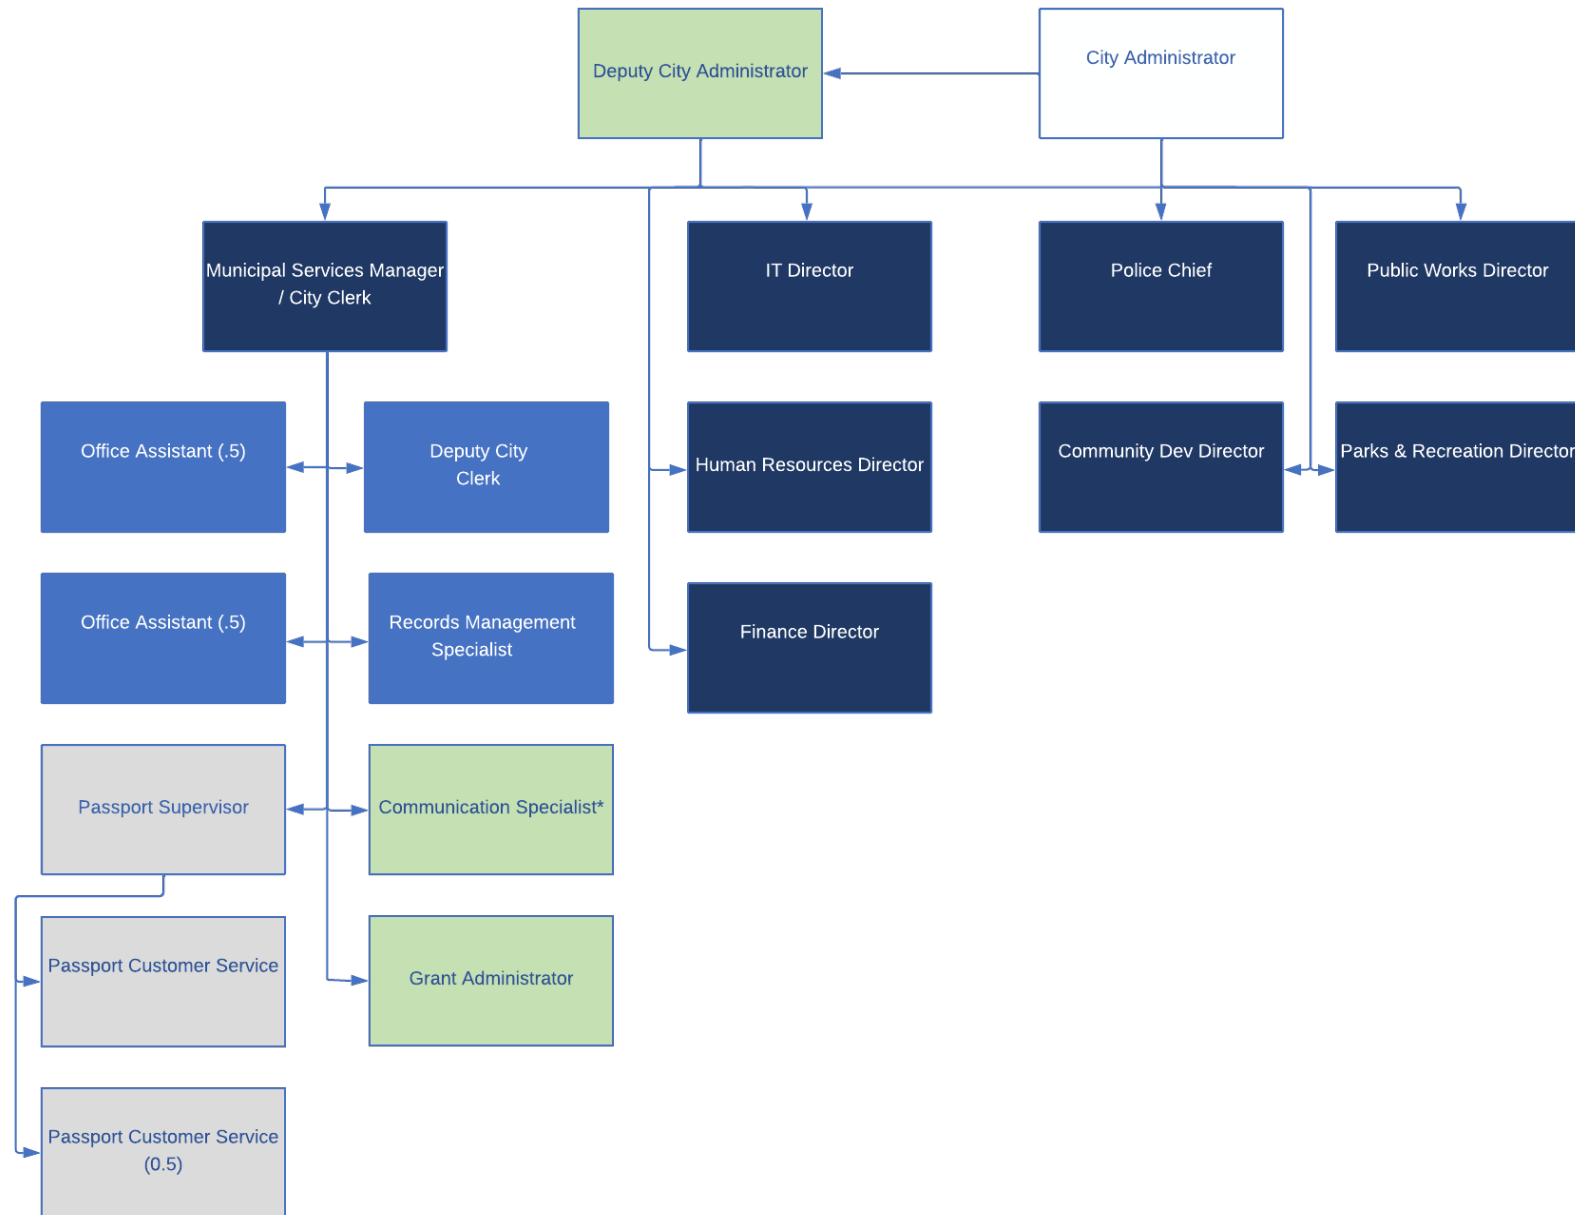 Deputy City Administrator
City Administrator
Municipal Services Manager
/ City Clerk
IT Director
Police Chief
Public Works Director
Office Assistant (.5)
Deputy City
Clerk
Human Resources Director
Community Dev Director
Parks & Recreation Director
Office Assistant (.5)
Records Management
Specialist
Finance Director
Passport Supervisor
Communication Specialist*
Passport Customer Service
Grant Administrator
Passport Customer Service
(0.5)